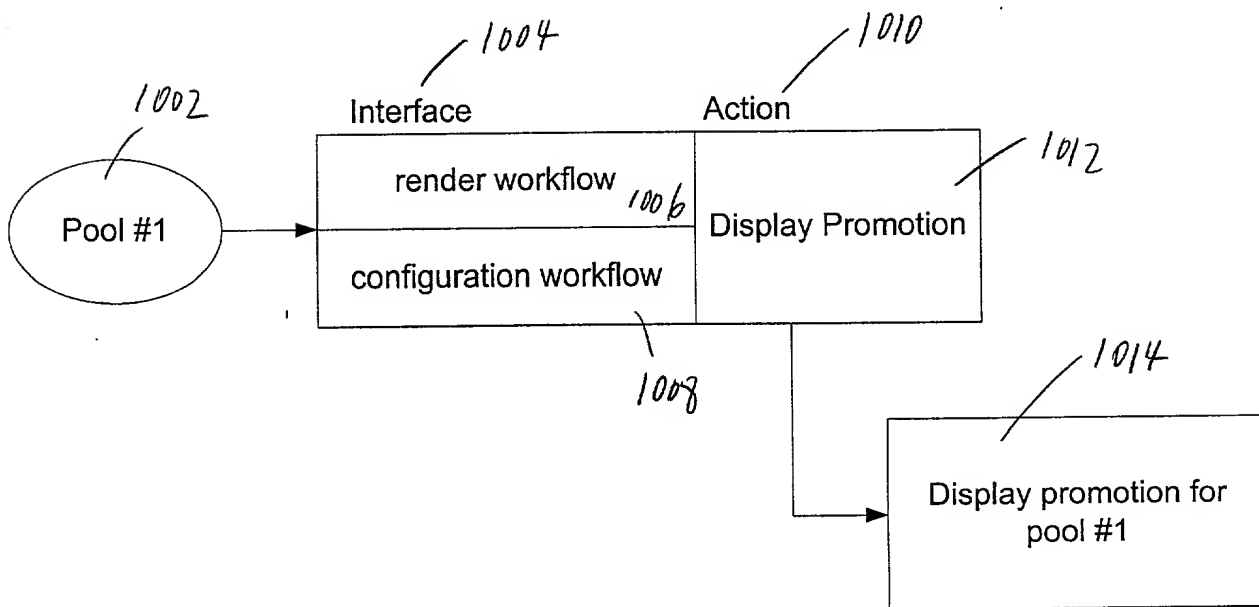 1004
1010
1002
Interface
Action
1012
render workflow
1006
Pool #1
Display Promotion
configuration workflow
1008
1014
Display promotion for
pool #1